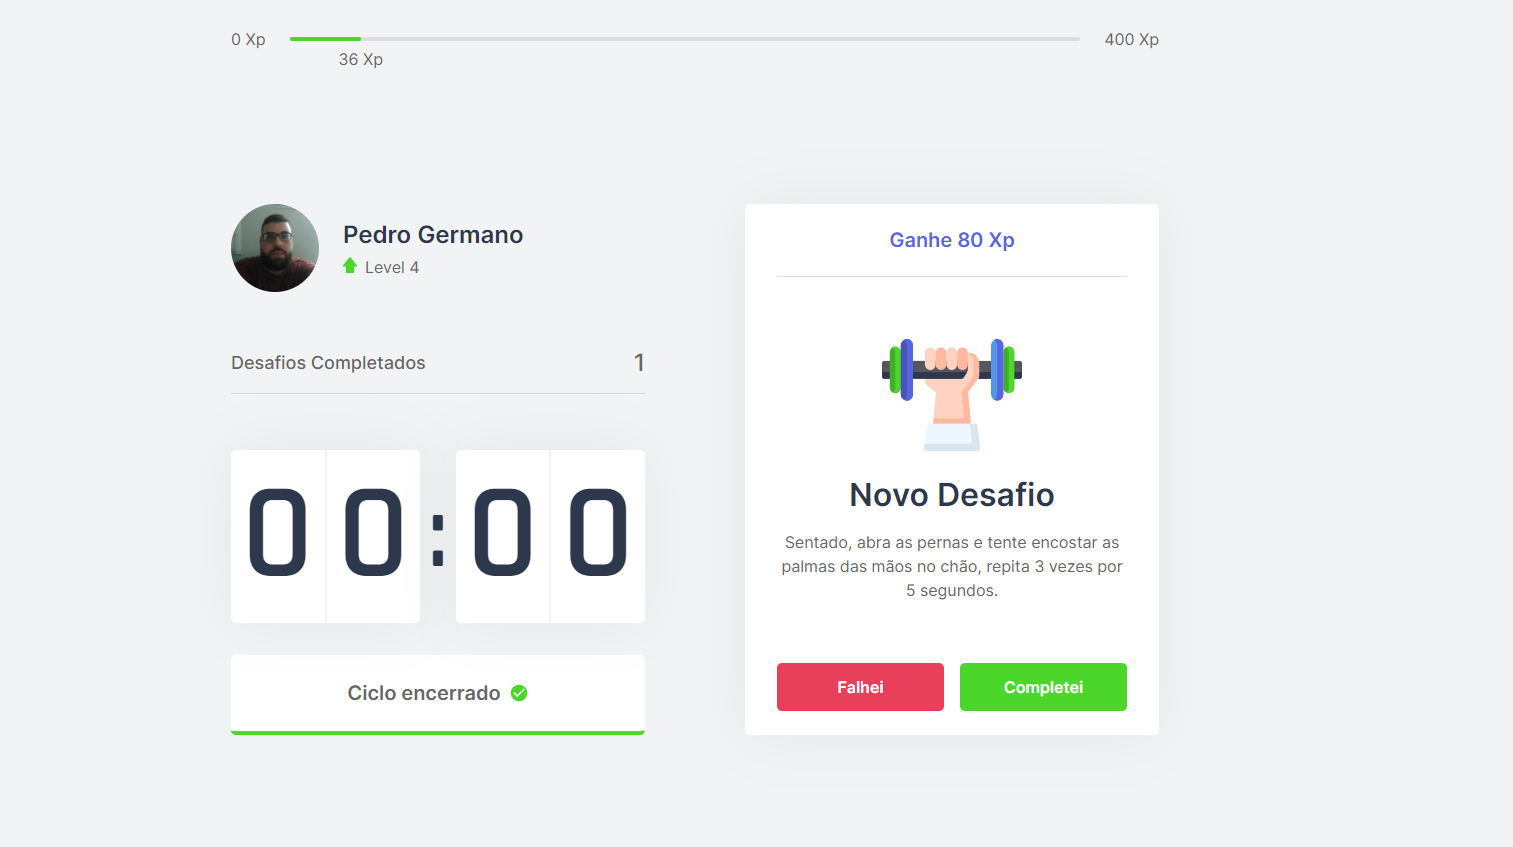 0 Xp
400 Xp
36 Xp
Pedro Germano
Level 4
Desafios Completados
1
00:00
Ciclo encerrado
Ganhe 80 Xp
Novo Desafio
Sentado, abra as pernas e tente encostar as
palmas das mãos no chão, repita 3 vezes por
5 segundos.
Falhei
Completei